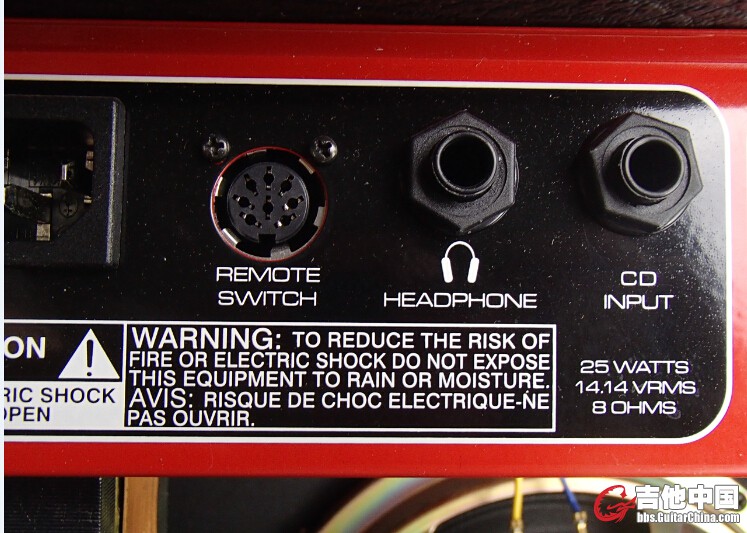 REMOTE
SWITCH
HEADPHONE
CD
INPUT
ON
RIC SHOCK
OPEN
WARNING: TO REDUCE THE RISK OF
FIRE OR ELECTRIC SHOCK DO NOT EXPOSE
THIS EQUIPMENT TO RAIN OR MOISTURE.
AVIS: RISQUE DE CHOC ELECTRIQUE-NE
PAS OUVRIR.
25 WATTS
14.14 VRMS
8 OHMS
吉他中国
bbs.GuitarChina.com